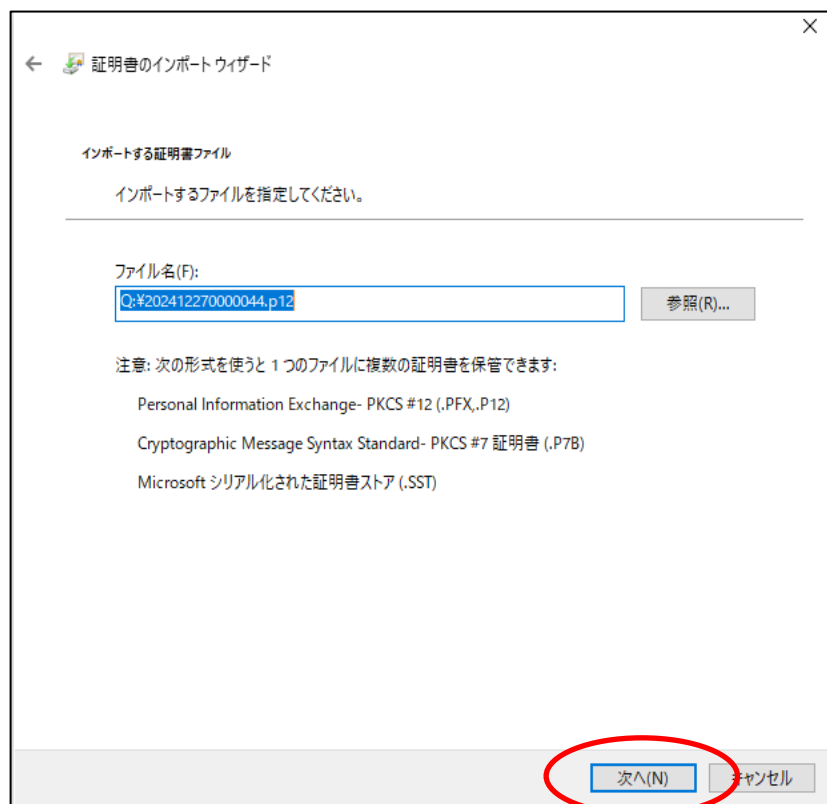 証明書のインポート ウィザード
インポートする証明書ファイル
インポートするファイルを指定してください。
ファイル名(F):
Q:¥202412270000044.p12
参照(R)...
注意: 次の形式を使うと 1 つのファイルに複数の証明書を保管できます:
Personal Information Exchange- PKCS #12 (.PFX,.P12)
Cryptographic Message Syntax Standard- PKCS #7 証明書 (.P7B)
Microsoft シリアル化された証明書ストア (.SST)
次へ(N)
キャンセル